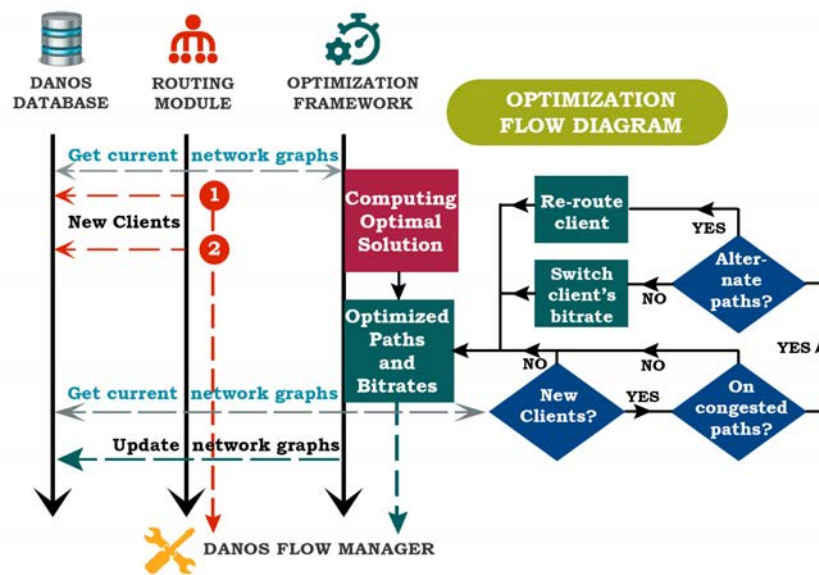 DANOS
DATABASE
ROUTING
MODULE
OPTIMIZATION
FRAMEWORK
OPTIMIZATION
FLOW DIAGRAM
Get current network graphs
1
New Clients
2
Computing
Optimal
Solution
Re-route
client
YES
Alter-
nate
paths?
Switch
client's
bitrate
NO
Optimized
Paths
and
Bitrates
YES
NO
NO
Get current network graphs
New
Clients?
YES
On
congested
paths?
Update network graphs
DANOS FLOW MANAGER